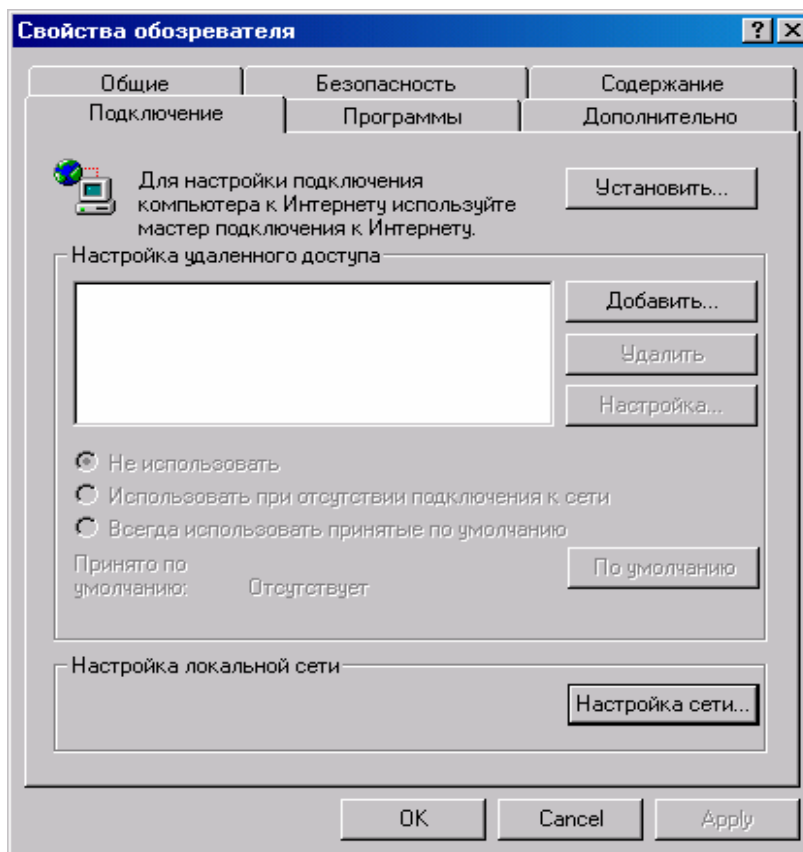 Свойства обозревателя
Общие Безопасность Содержание
Подключение Программы Дополнительно
Для настройки подключения
компьютера к Интернету используйте
мастер подключения к Интернету.
Установить...
Настройка удаленного доступа
Добавить...
Удалить
Настройка...
Не использовать
Использовать при отсутствии подключения к сети
Всегда использовать принятые по умолчанию
Принято по
умолчанию: Отсутствует
По умолчанию
Настройка локальной сети
Настройка сети...
OK Cancel Apply